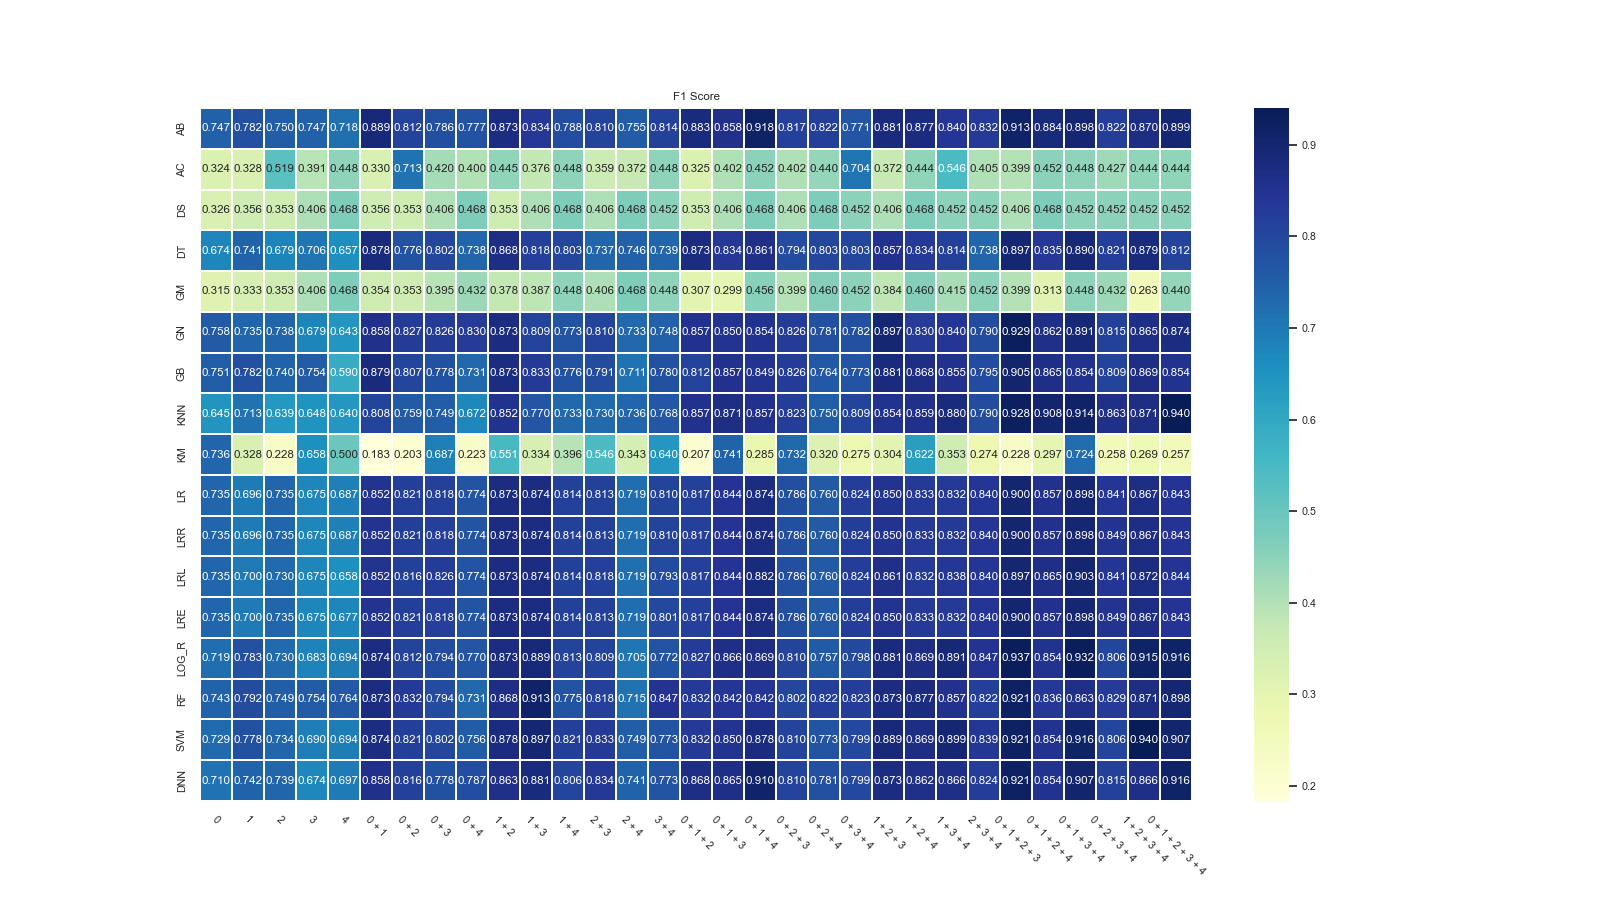 F1 Score
AB 0.747 0.782 0.750 0.747 0.718 0.889 0.812 0.786 0.777 0.873 0.834 0.788 0.810 0.755 0.814 0.883 0.858 0.918 0.817 0.822 0.771 0.881 0.877 0.840 0.832 0.913 0.884 0.898 0.822 0.870 0.899
AC 0.324 0.328 0.519 0.391 0.448 0.330 0.713 0.420 0.400 0.445 0.376 0.448 0.359 0.372 0.448 0.325 0.402 0.452 0.402 0.440 0.704 0.372 0.444 0.546 0.405 0.399 0.452 0.448 0.427 0.444 0.444
DS 0.326 0.356 0.353 0.406 0.468 0.356 0.353 0.406 0.468 0.353 0.406 0.468 0.406 0.468 0.452 0.353 0.406 0.468 0.406 0.468 0.452 0.406 0.468 0.452 0.452 0.406 0.468 0.452 0.452 0.452 0.452
DT 0.674 0.741 0.679 0.706 0.657 0.878 0.776 0.802 0.738 0.868 0.818 0.803 0.737 0.746 0.739 0.873 0.834 0.861 0.794 0.803 0.803 0.857 0.834 0.814 0.738 0.897 0.835 0.890 0.821 0.879 0.812
GM 0.315 0.333 0.353 0.406 0.468 0.354 0.353 0.395 0.432 0.378 0.387 0.448 0.406 0.468 0.448 0.307 0.299 0.456 0.399 0.460 0.452 0.384 0.460 0.415 0.452 0.399 0.313 0.448 0.432 0.263 0.440
GN 0.758 0.735 0.738 0.679 0.643 0.858 0.827 0.826 0.830 0.873 0.809 0.773 0.810 0.733 0.748 0.857 0.850 0.854 0.826 0.781 0.782 0.897 0.830 0.840 0.790 0.929 0.862 0.891 0.815 0.865 0.874
GB 0.751 0.782 0.740 0.754 0.590 0.879 0.807 0.778 0.731 0.873 0.833 0.776 0.791 0.711 0.780 0.812 0.857 0.849 0.826 0.764 0.773 0.881 0.868 0.855 0.795 0.905 0.865 0.854 0.809 0.869 0.854
KNN 0.645 0.713 0.639 0.648 0.640 0.808 0.759 0.749 0.672 0.852 0.770 0.733 0.730 0.736 0.768 0.857 0.871 0.857 0.823 0.750 0.809 0.854 0.859 0.880 0.790 0.928 0.908 0.914 0.863 0.871 0.940
KM 0.736 0.328 0.228 0.658 0.500 0.183 0.203 0.687 0.223 0.551 0.334 0.396 0.546 0.343 0.640 0.207 0.741 0.285 0.732 0.320 0.275 0.304 0.622 0.353 0.274 0.228 0.297 0.724 0.258 0.269 0.257
LR 0.735 0.696 0.735 0.675 0.687 0.852 0.821 0.818 0.774 0.873 0.874 0.814 0.813 0.719 0.810 0.817 0.844 0.874 0.786 0.760 0.824 0.850 0.833 0.832 0.840 0.900 0.857 0.898 0.841 0.867 0.843
LRR 0.735 0.696 0.735 0.675 0.687 0.852 0.821 0.818 0.774 0.873 0.874 0.814 0.813 0.719 0.810 0.817 0.844 0.874 0.786 0.760 0.824 0.850 0.833 0.832 0.840 0.900 0.857 0.898 0.849 0.867 0.843
LRL 0.735 0.700 0.730 0.675 0.658 0.852 0.816 0.826 0.774 0.873 0.874 0.814 0.818 0.719 0.793 0.817 0.844 0.882 0.786 0.760 0.824 0.861 0.832 0.838 0.840 0.897 0.865 0.903 0.841 0.872 0.844
LRE 0.735 0.700 0.735 0.675 0.677 0.852 0.821 0.818 0.774 0.873 0.874 0.814 0.813 0.719 0.801 0.817 0.844 0.874 0.786 0.760 0.824 0.850 0.833 0.832 0.840 0.900 0.857 0.898 0.849 0.867 0.843
LOG_R 0.719 0.783 0.730 0.683 0.694 0.874 0.812 0.794 0.770 0.873 0.889 0.813 0.809 0.705 0.772 0.827 0.866 0.869 0.810 0.757 0.798 0.881 0.869 0.891 0.847 0.937 0.854 0.932 0.806 0.915 0.916
RF 0.743 0.792 0.749 0.754 0.764 0.873 0.832 0.794 0.731 0.868 0.913 0.775 0.818 0.715 0.847 0.832 0.842 0.842 0.802 0.822 0.823 0.873 0.877 0.857 0.822 0.921 0.836 0.863 0.829 0.871 0.898
SVM 0.729 0.778 0.734 0.690 0.694 0.874 0.821 0.802 0.756 0.878 0.897 0.821 0.833 0.749 0.773 0.832 0.850 0.878 0.810 0.773 0.799 0.889 0.869 0.899 0.839 0.921 0.854 0.916 0.806 0.940 0.907
DNN 0.710 0.742 0.739 0.674 0.697 0.858 0.816 0.778 0.787 0.863 0.881 0.806 0.834 0.741 0.773 0.868 0.865 0.910 0.810 0.781 0.799 0.873 0.862 0.866 0.824 0.921 0.854 0.907 0.815 0.866 0.916
0 1 2 3 4 0 + 1 0 + 2 0 + 3 0 + 4 1 + 2 1 + 3 1 + 4 2 + 3 2 + 4 3 + 4 0 + 1 + 2 0 + 1 + 3 0 + 1 + 4 0 + 2 + 3 0 + 2 + 4 0 + 3 + 4 1 + 2 + 3 1 + 2 + 4 1 + 3 + 4 2 + 3 + 4 0 + 1 + 2 + 3 0 + 1 + 2 + 4 0 + 1 + 3 + 4 0 + 2 + 3 + 4 1 + 2 + 3 + 4 0 + 1 + 2 + 3 + 4
0.9
0.8
0.7
0.6
0.5
0.4
0.3
0.2